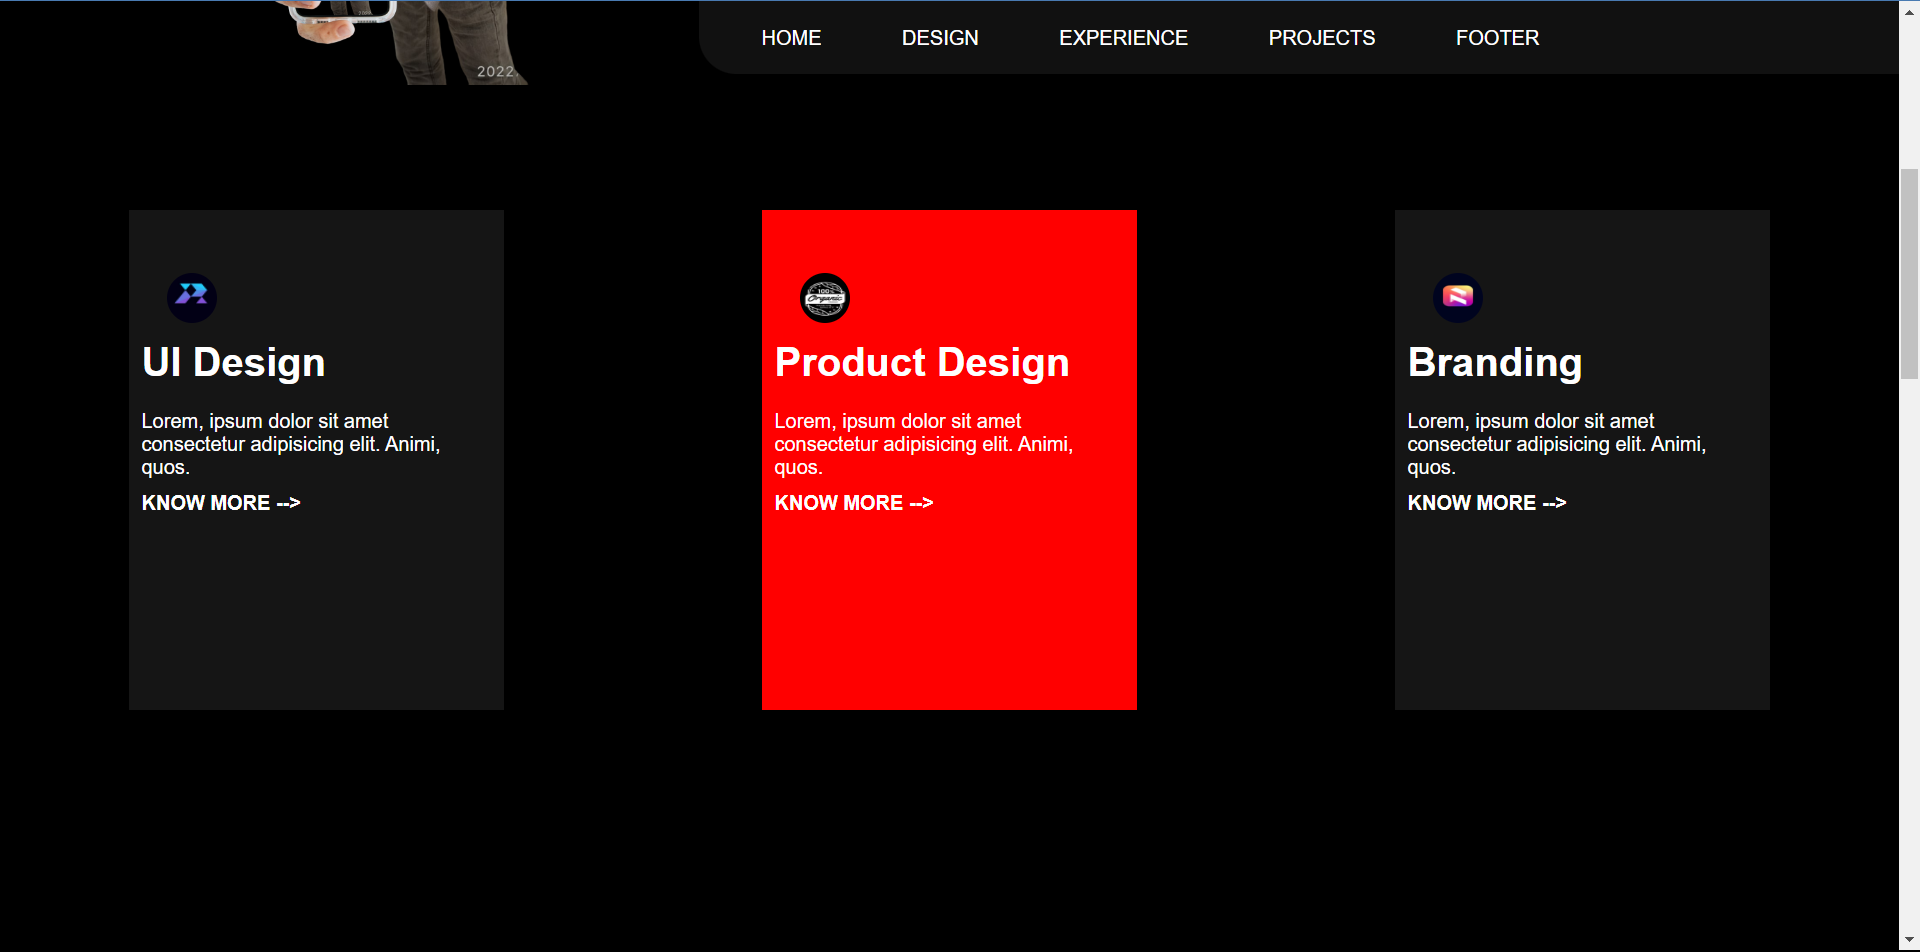 HOME DESIGN EXPERIENCE PROJECTS FOOTER
2022.
UI Design
Lorem, ipsum dolor sit amet
consectetur adipisicing elit. Animi,
quos.
KNOW MORE -->
100%
Organic
Product Design
Lorem, ipsum dolor sit amet
consectetur adipisicing elit. Animi,
quos.
KNOW MORE -->
Branding
Lorem, ipsum dolor sit amet
consectetur adipisicing elit. Animi,
quos.
KNOW MORE -->